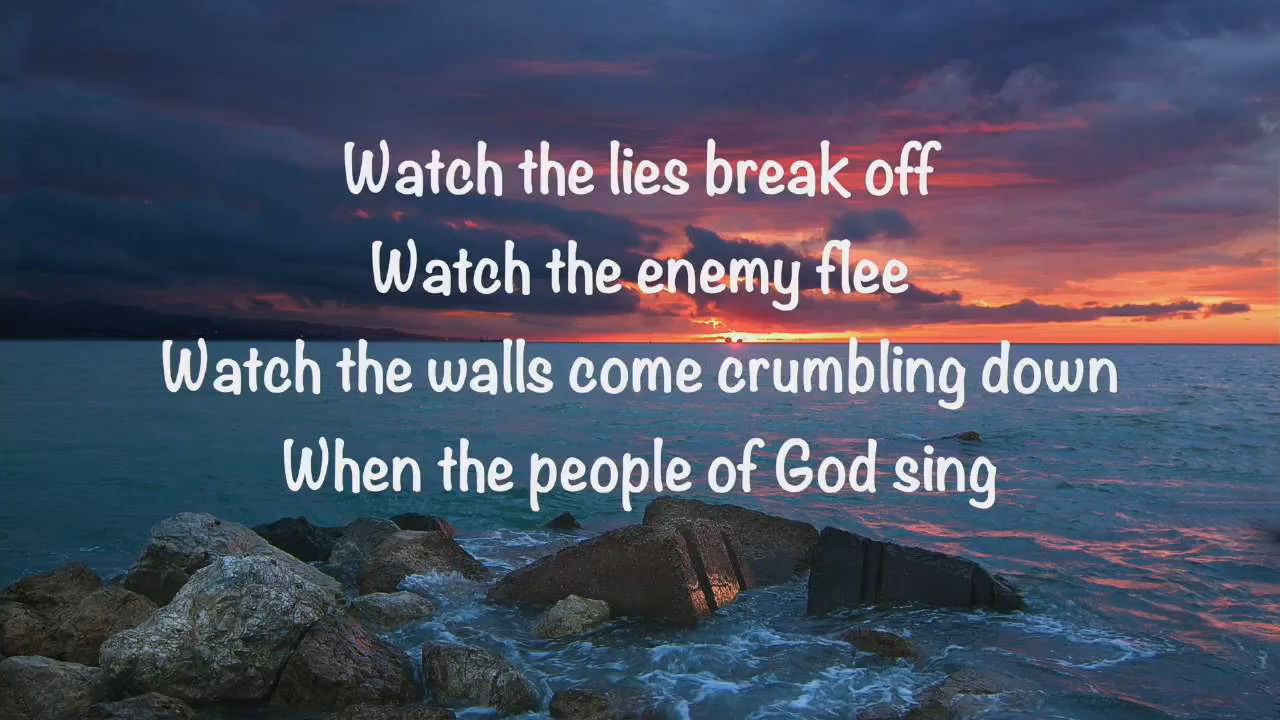 Watch the lies break off
Watch the enemy flee
Watch the walls come crumbling down
When the people of God sing